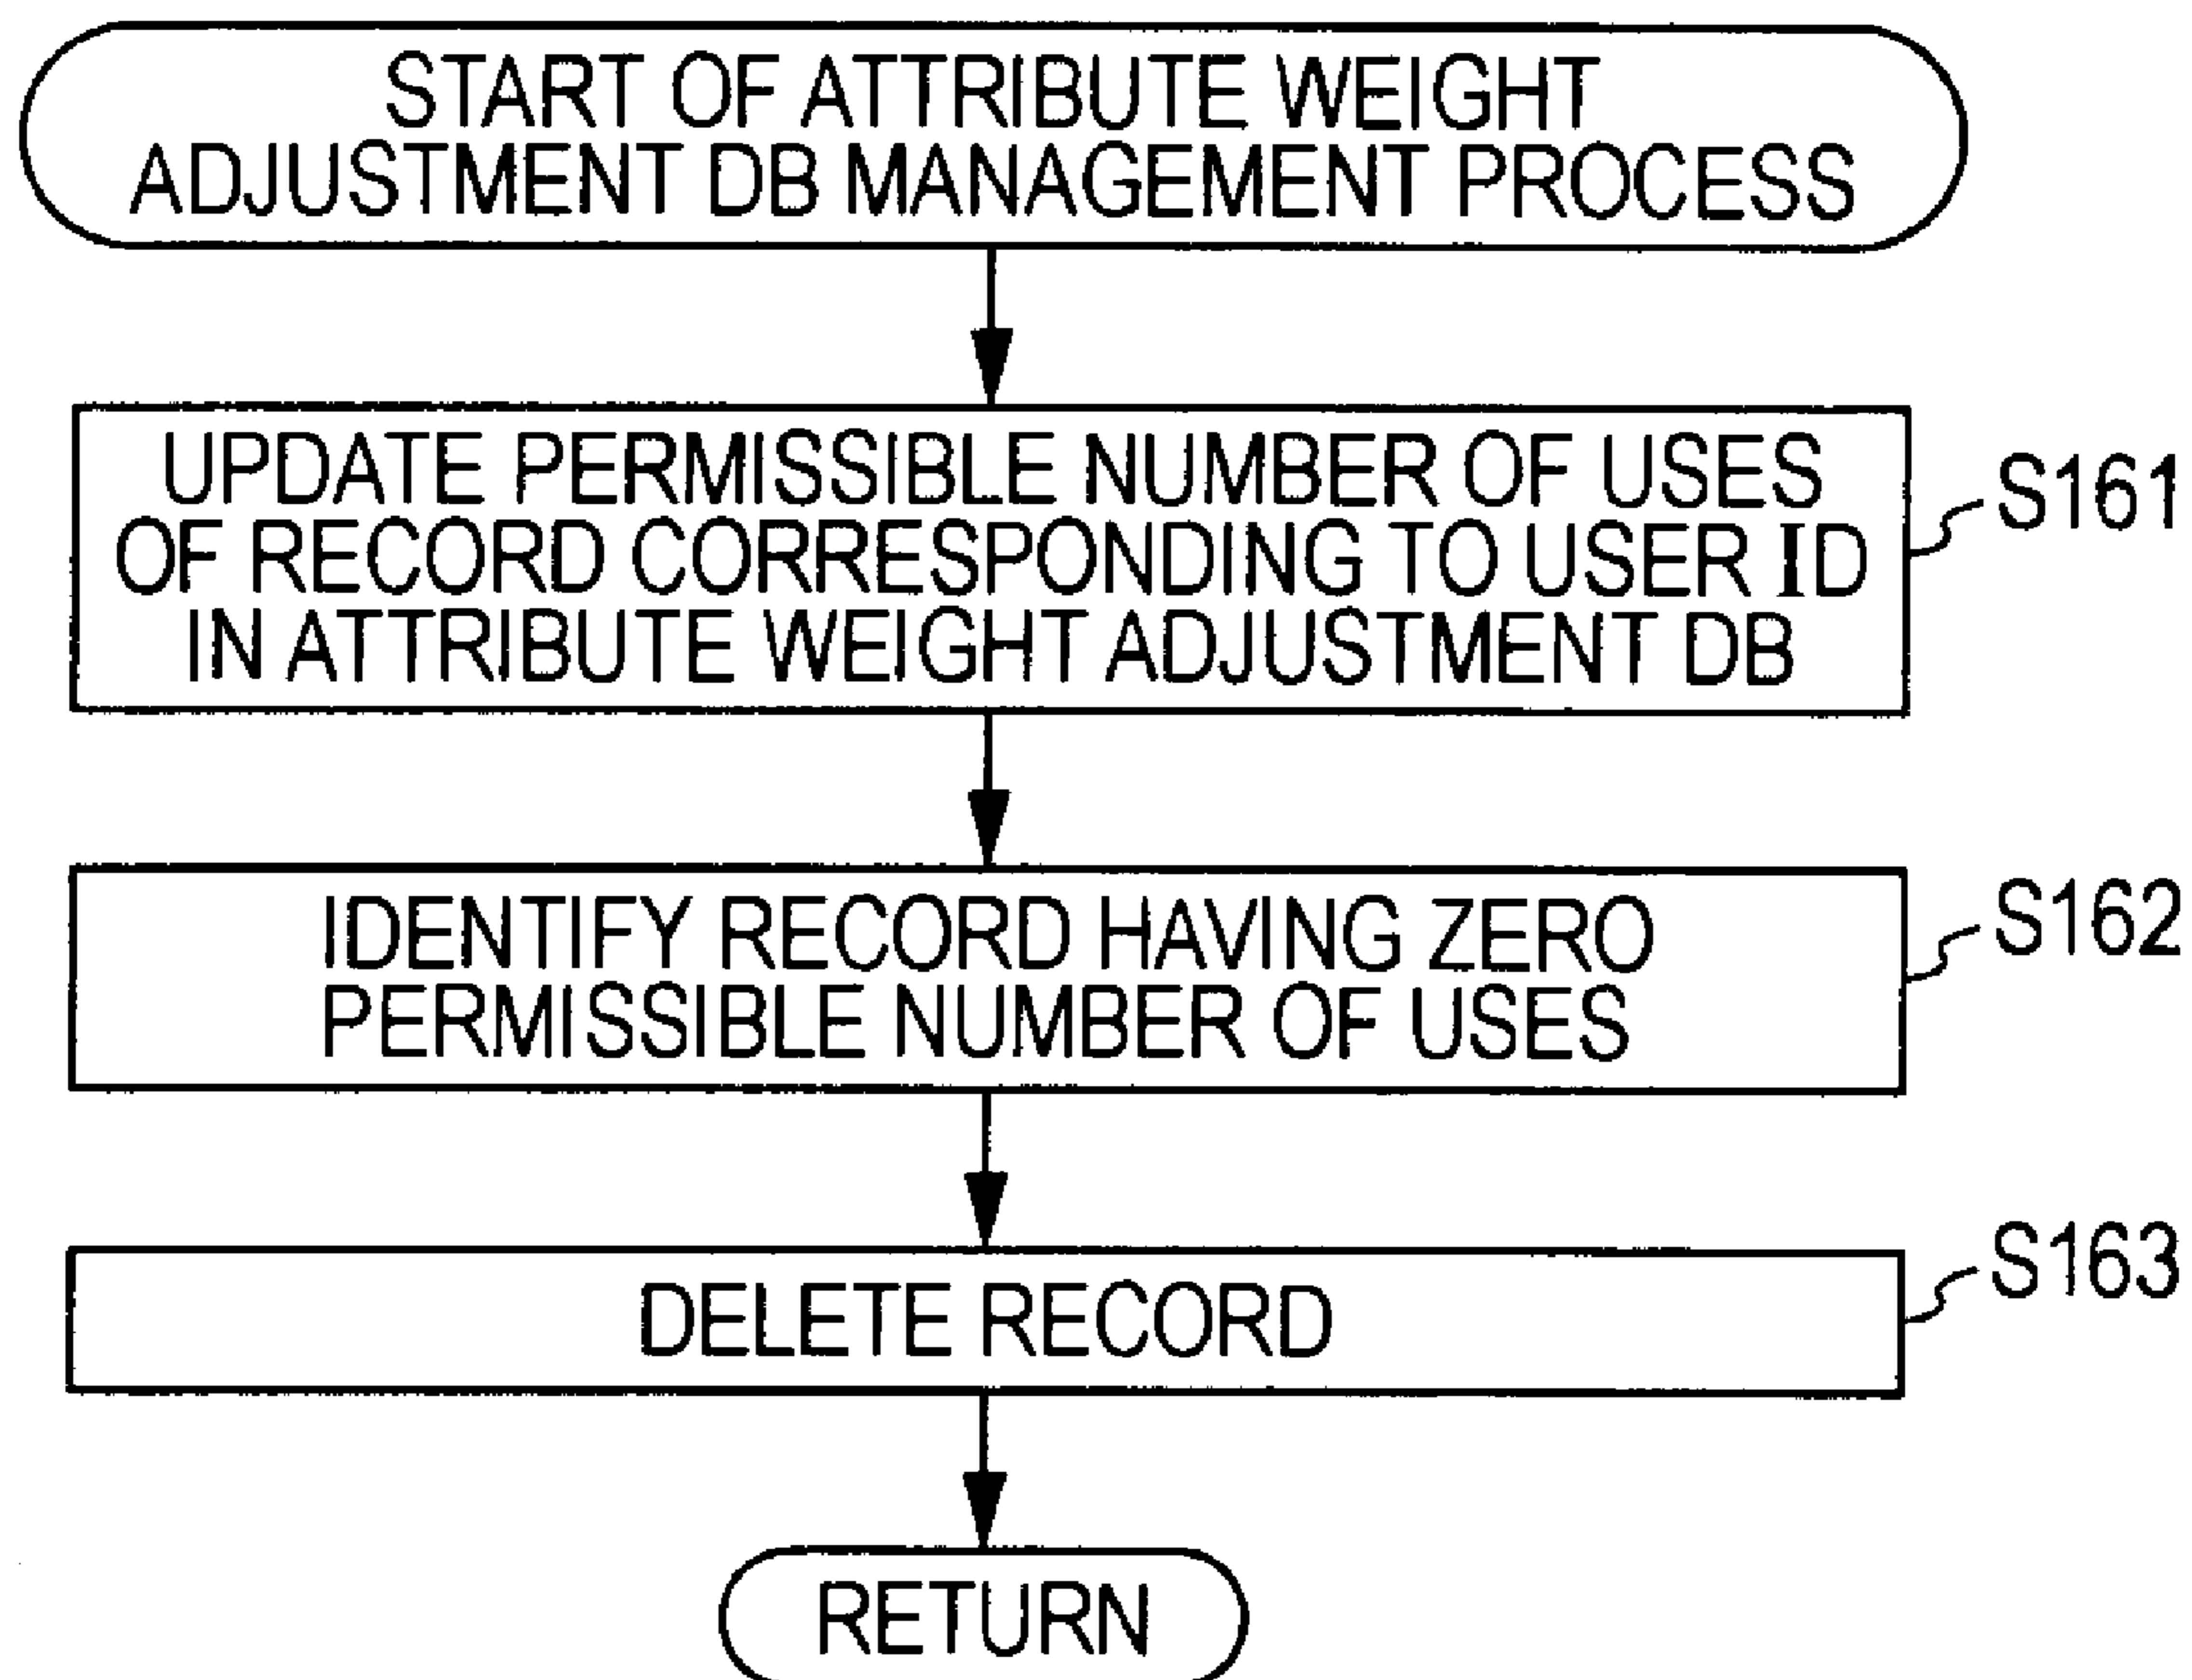 START OF ATTRIBUTE WEIGHT
ADJUSTMENT DB MANAGEMENT PROCESS
UPDATE PERMISSIBLE NUMBER OF USES
OF RECORD CORRESPONDING TO USER ID
IN ATTRIBUTE WEIGHT ADJUSTMENT DB
S161
IDENTIFY RECORD HAVING ZERO
PERMISSIBLE NUMBER OF USES
S162
DELETE RECORD
S163
RETURN